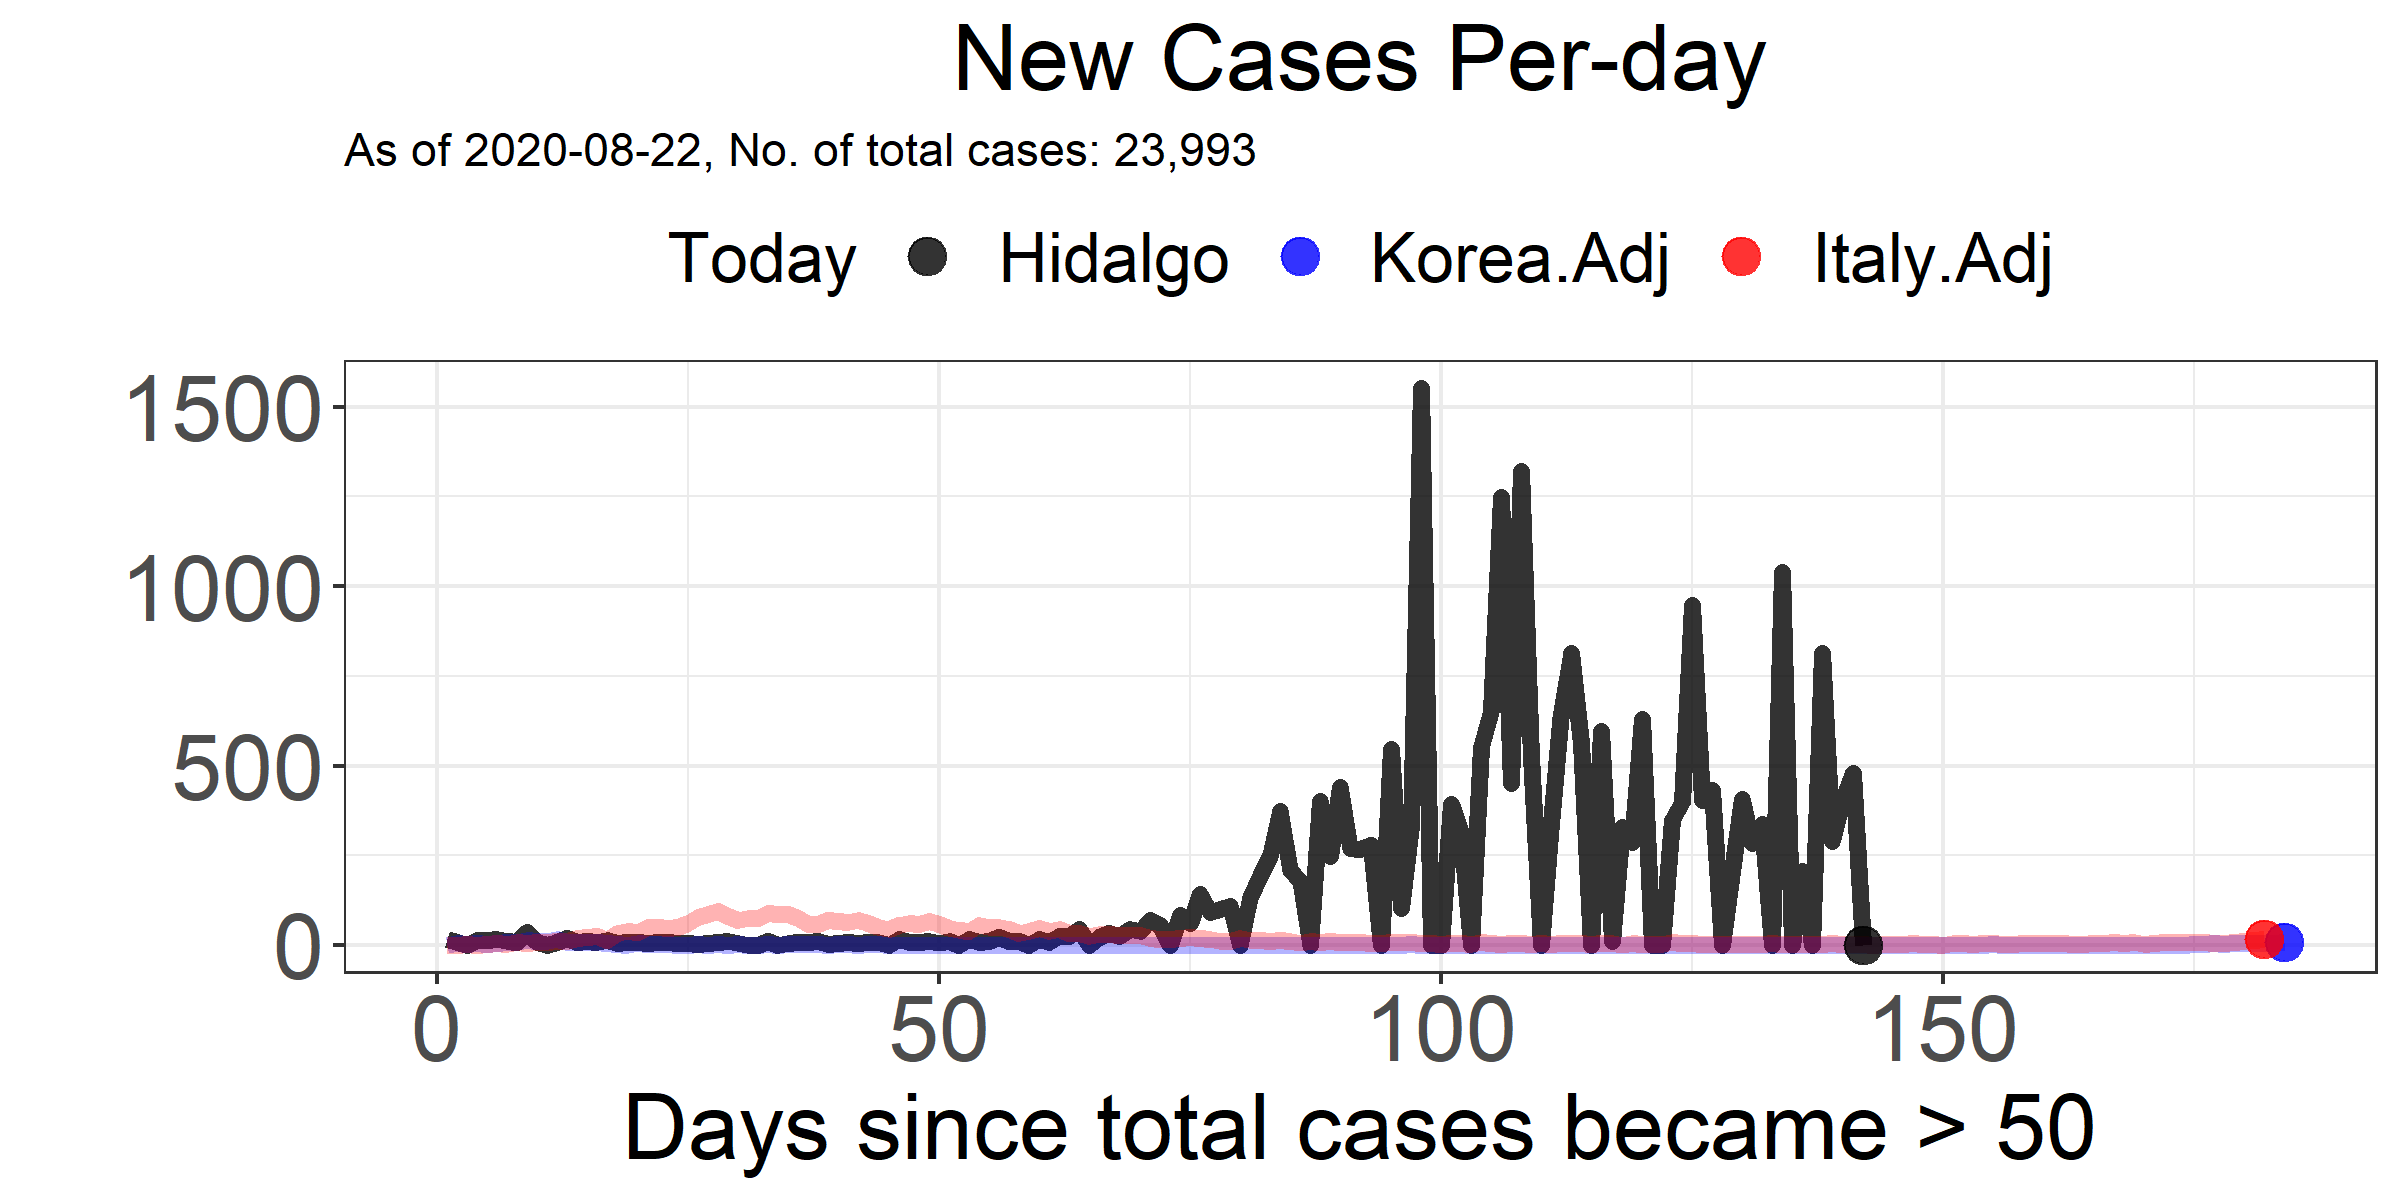 New Cases Per-day
As of 2020-08-22, No. of total cases: 23,993
Today Hidalgo Korea.Adj Italy.Adj
1500
1000
500
0
0 50 100 150
Days since total cases became > 50